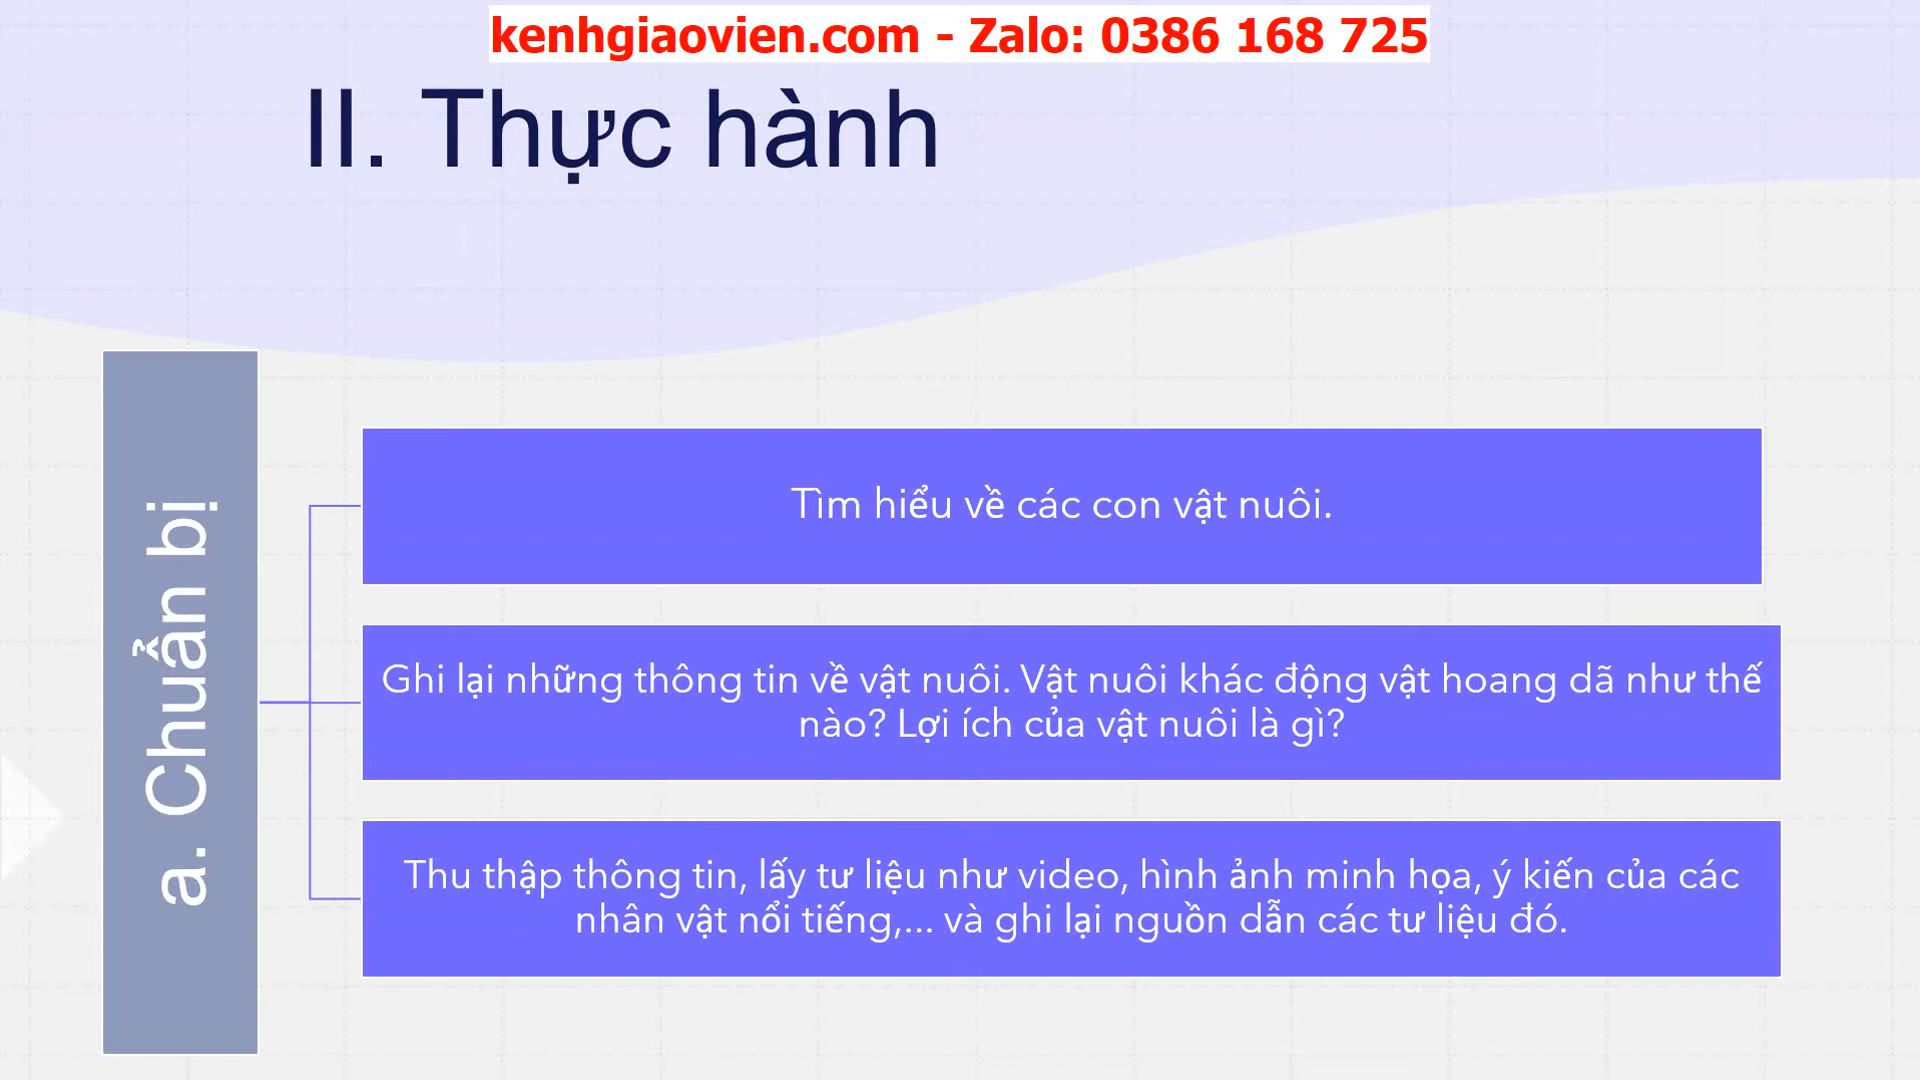 kenhgiaovien.com - Zalo: 0386 168 725
II. Thực hành
a. Chuẩn bị
Tìm hiểu về các con vật nuôi.
Ghi lại những thông tin về vật nuôi. Vật nuôi khác động vật hoang dã như thế
nào? Lợi ích của vật nuôi là gì?
Thu thập thông tin, lấy tư liệu như video, hình ảnh minh họa, ý kiến của các
nhân vật nổi tiếng,... và ghi lại nguồn dẫn các tư liệu đó.